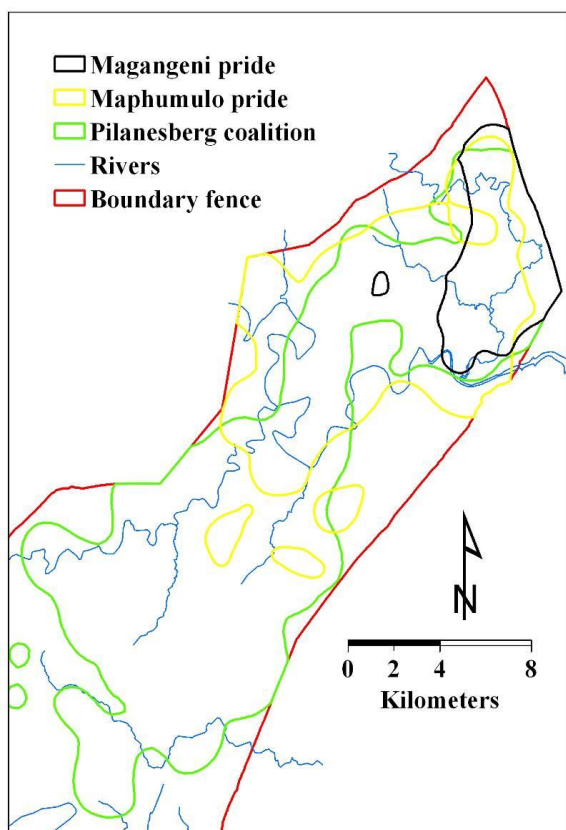 Magangeni pride
Maphumulo pride
Pilanesberg coalition
Rivers
Boundary fence
N
0 2 4 8
Kilometers